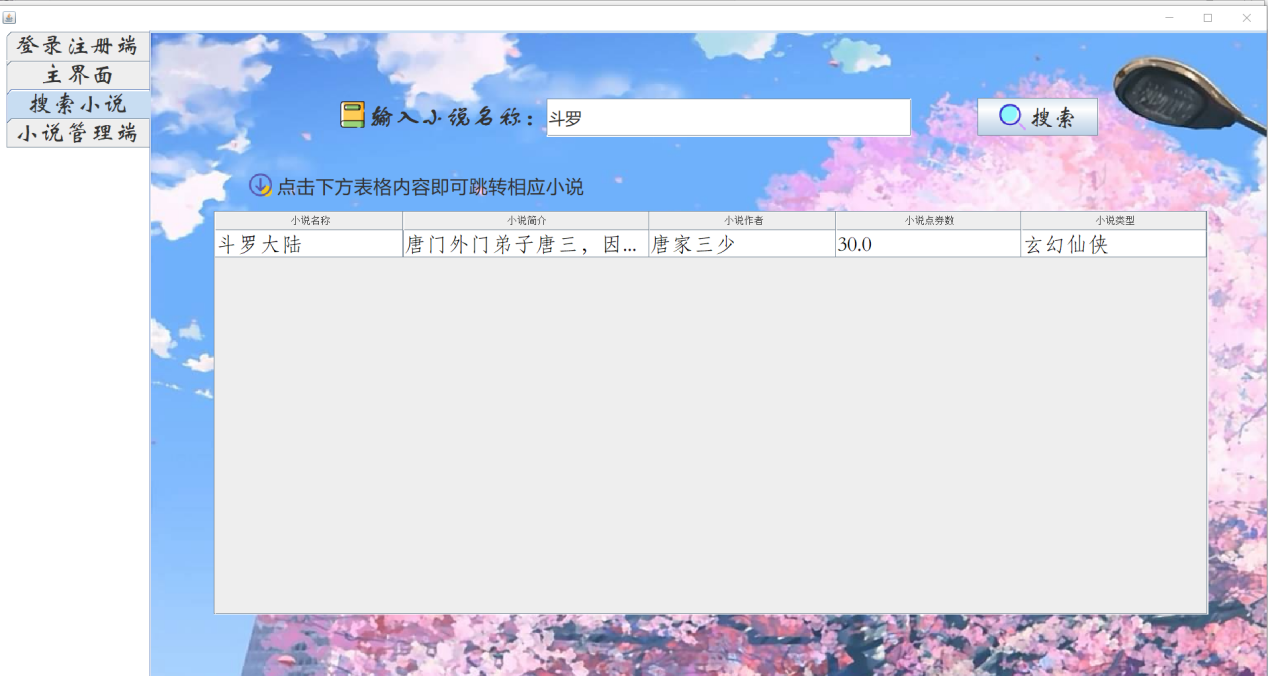 登录注册端
主界面
搜索小说
小说管理端
输入小说名称：
斗罗
搜索
点击下方表格内容即可跳转相应小说
小说名称 小说简介 小说作者 小说点券数 小说类型
斗罗大陆 唐门外门弟子唐三，因... 唐家三少 30.0 玄幻仙侠